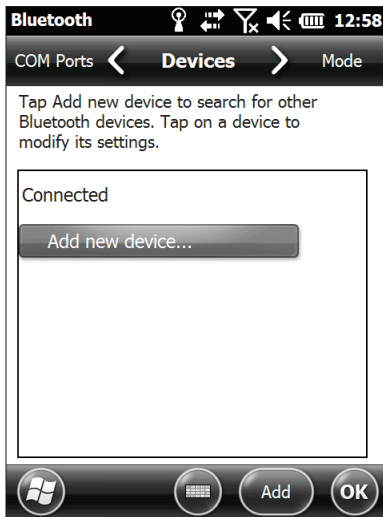 Bluetooth 12:58
COM Ports Devices Mode
Tap Add new device to search for other
Bluetooth devices. Tap on a device to
modify its settings.
Connected
Add new device...
Add OK